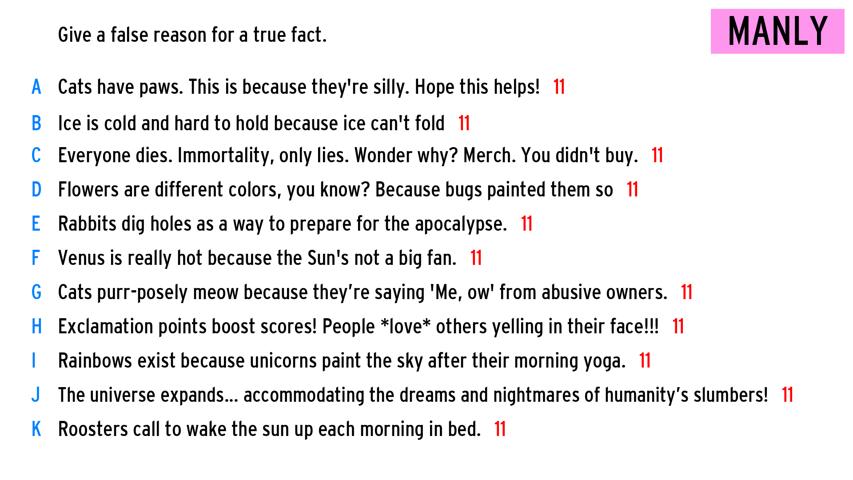 Give a false reason for a true fact.
MANLY
A Cats have paws. This is because they're silly. Hope this helps! 11
B Ice is cold and hard to hold because ice can't fold 11
C Everyone dies. Immortality, only lies. Wonder why? Merch. You didn't buy. 11
D Flowers are different colors, you know? Because bugs painted them so 11
E Rabbits dig holes as a way to prepare for the apocalypse. 11
F Venus is really hot because the Sun's not a big fan. 11
G Cats purr-posely meow because they’re saying 'Me, ow' from abusive owners. 11
H Exclamation points boost scores! People *love* others yelling in their face!!! 11
I Rainbows exist because unicorns paint the sky after their morning yoga. 11
J The universe expands... accommodating the dreams and nightmares of humanity’s slumbers! 11
K Roosters call to wake the sun up each morning in bed. 11